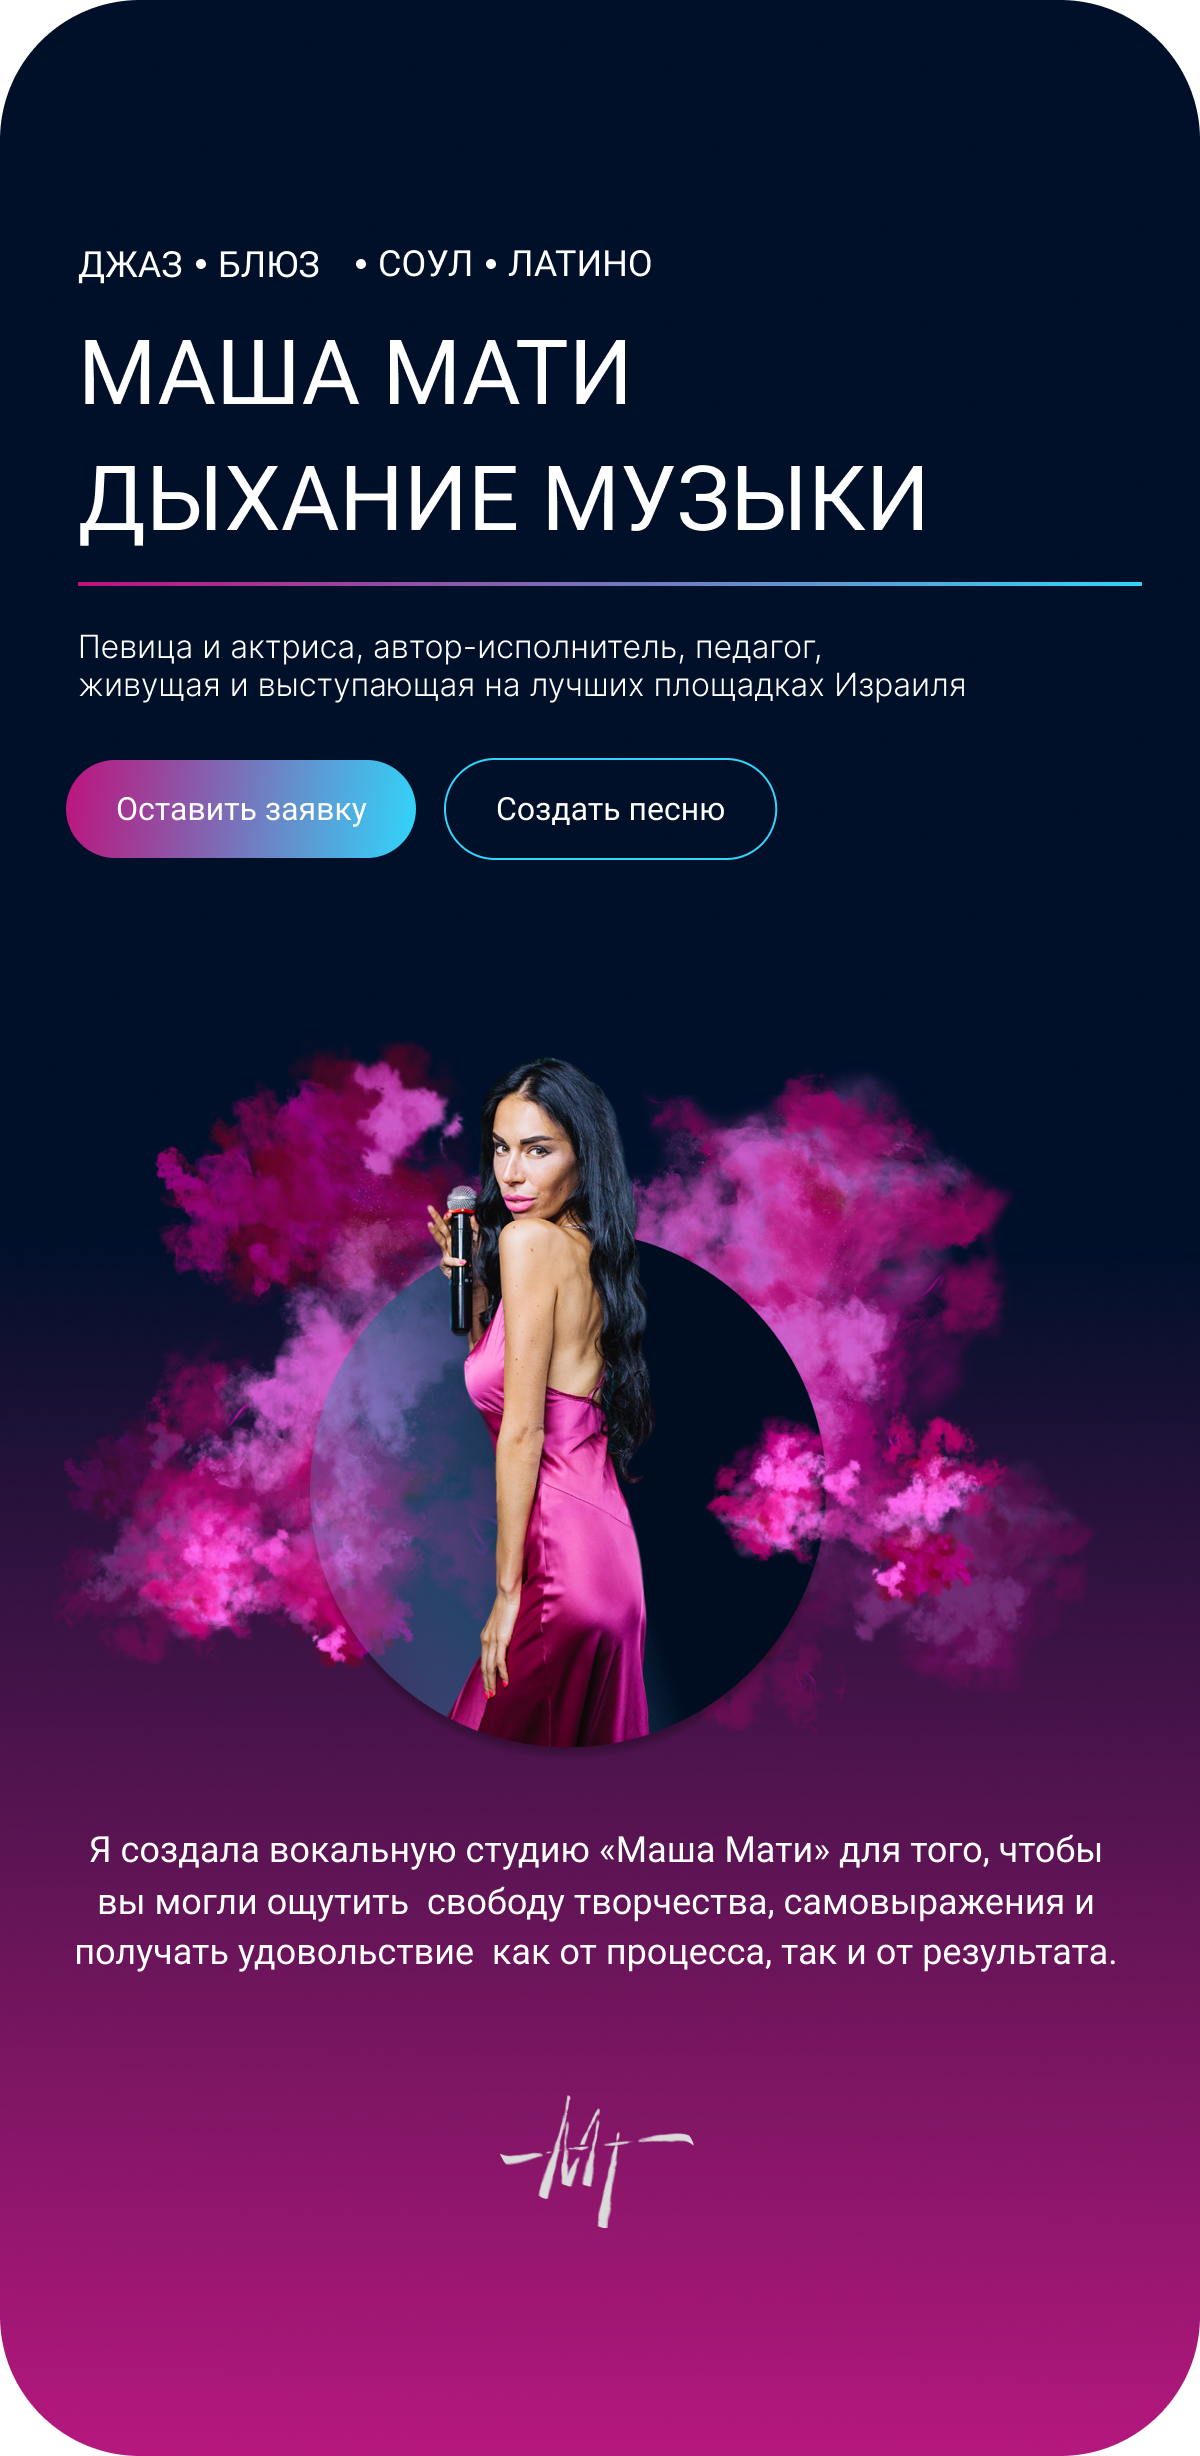 ДЖАЗ • БЛЮЗ • СОУЛ • ЛАТИНО
МАША МАТИ
ДЫХАНИЕ МУЗЫКИ
Певица и актриса, автор-исполнитель, педагог,
живущая и выступающая на лучших площадках Израиля
Оставить заявку
Создать песню
Я создала вокальную студию «Маша Мати» для того, чтобы
вы могли ощутить свободу творчества, самовыражения и
получать удовольствие как от процесса, так и от результата.